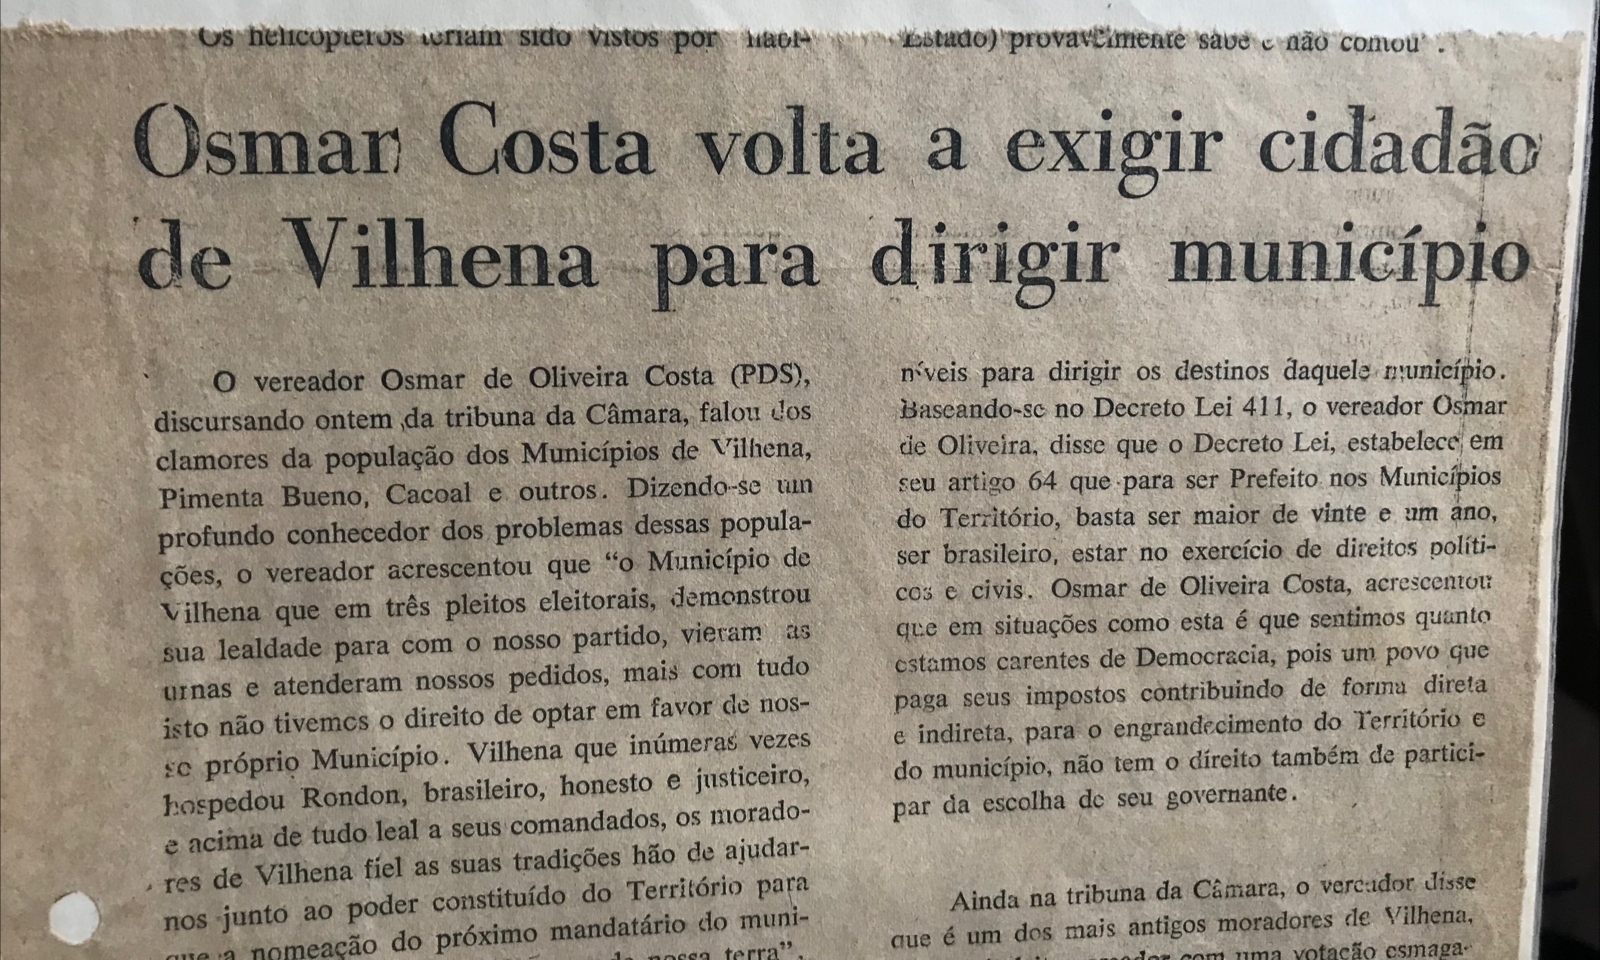 Os helicópteros teriam sido vistos por habi-
Estado) provavelmente sabe e não contou".
Osmar Costa volta a exigir cidadão
de Vilhena para dirigir município
O vereador Osmar de Oliveira Costa (PDS),
discursando ontem da tribuna da Câmara, falou dos
clamores da população dos Municípios de Vilhena,
Pimenta Bueno, Cacoal e outros. Dizendo-se um
profundo conhecedor dos problemas dessas popula-
ções, o vereador acrescentou que “o Município de
Vilhena que em três pleitos eleitorais, demonstrou
sua lealdade para com o nosso partido, vieram as
urnas e atenderam nossos pedidos, mais com tudo
isto não tivemos o direito de optar em favor de nos-
so próprio Município. Vilhena que inúmeras vezes
hospedou Rondon, brasileiro, honesto e justiceiro,
e acima de tudo leal a seus comandados, os morado-
res de Vilhena fiel as suas tradições hão de ajudar-
nos junto ao poder constituído do Território para
que a nomeação do próximo mandatário do muni-
nossa terra”.
níveis para dirigir os destinos daquele município.
Baseando-se no Decreto Lei 411, o vereador Osmar
de Oliveira, disse que o Decreto Lei, estabelece em
seu artigo 64 que para ser Prefeito nos Municípios
do Território, basta ser maior de vinte e um ano,
ser brasileiro, estar no exercício de direitos políti-
cos e civis. Osmar de Oliveira Costa, acrescentou
que em situações como esta é que sentimos quanto
estamos carentes de Democracia, pois um povo que
paga seus impostos contribuindo de forma direta
e indireta, para o engrandecimento do Território e
do município, não tem o direito também de partici-
par da escolha de seu governante.
Ainda na tribuna da Câmara, o vereador disse
que é um dos mais antigos moradores de Vilhena,
com uma votação esmaga-